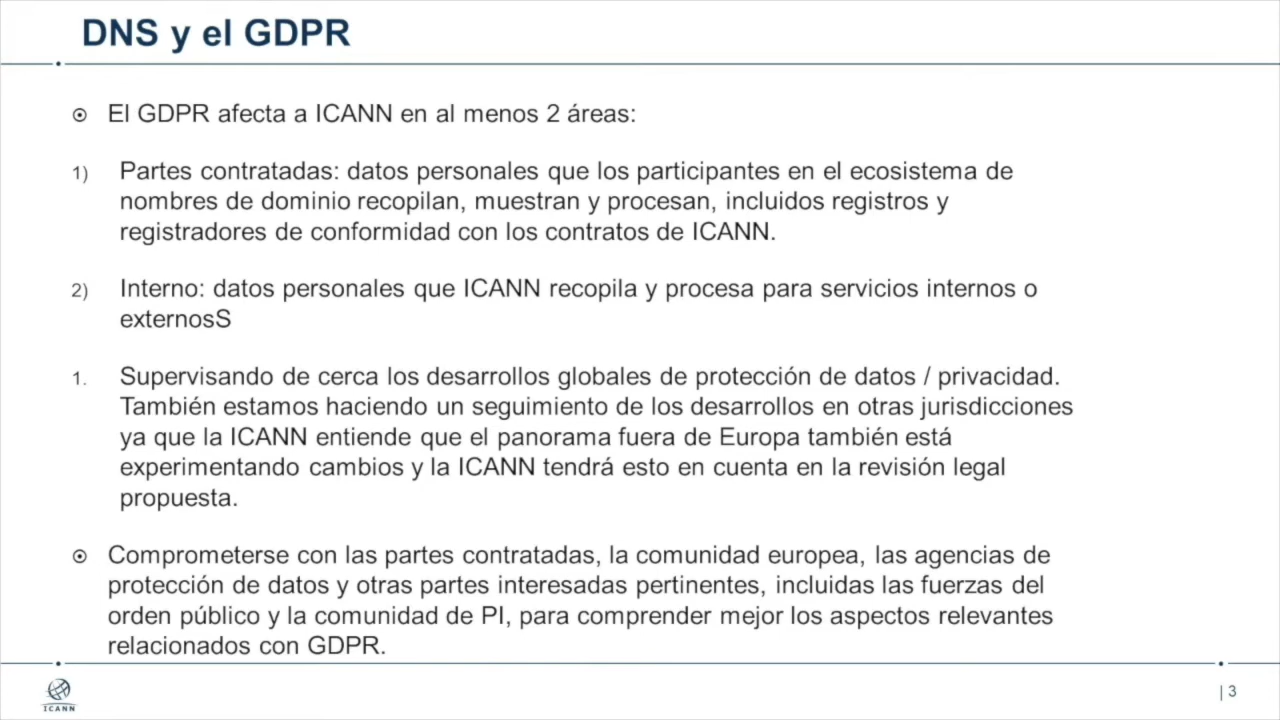 DNS y el GDPR
El GDPR afecta a ICANN en al menos 2 áreas:
1) Partes contratadas: datos personales que los participantes en el ecosistema de
nombres de dominio recopilan, muestran y procesan, incluidos registros y
registradores de conformidad con los contratos de ICANN.
2) Interno: datos personales que ICANN recopila y procesa para servicios internos o
externosS
1. Supervisando de cerca los desarrollos globales de protección de datos / privacidad.
También estamos haciendo un seguimiento de los desarrollos en otras jurisdicciones
ya que la ICANN entiende que el panorama fuera de Europa también está
experimentando cambios y la ICANN tendrá esto en cuenta en la revisión legal
propuesta.
Comprometerse con las partes contratadas, la comunidad europea, las agencias de
protección de datos y otras partes interesadas pertinentes, incluidas las fuerzas del
orden público y la comunidad de PI, para comprender mejor los aspectos relevantes
relacionados con GDPR.
ICANN
| 3